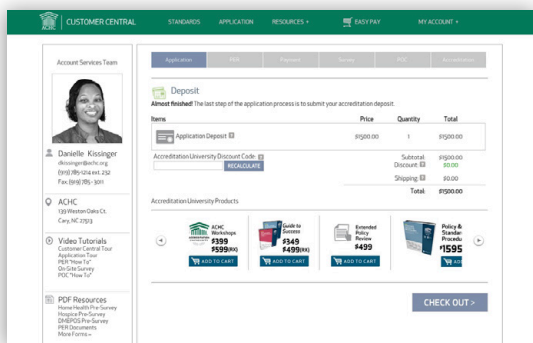 ACHC
CUSTOMER CENTRAL
STANDARDS
APPLICATION
RESOURCES
EASY PAY
MY ACCOUNT
Account Services Team
Danielle Kissinger
dkissinger@achc.org
(919) 785-1214 ext. 232
Fax. (919) 785-3011
ACHC
139 Weston Oaks Ct.
Cary, NC 27513
Video Tutorials
Customer Central Tour
Application Tour
PER "How To"
On Site Survey
POC "How To"
PDF Resources
Home Health Pre-Survey
Hospice Pre-Survey
DMEPOS Pre-Survey
PER Documents
More Forms »
Application
PER
Payment
Survey
POC
Accreditation
Deposit
Almost finished! The last step of the application process is to submit your accreditation deposit.
Items Price Quantity Total
Application Deposit ? $1500.00 1 $1500.00
Accreditation University Discount Code ?
RECALCULATE
Subtotal $1500.00
Discount ? $0.00
Shipping ? $0.00
Total $1500.00
Accreditation University Products
ACHC
Workshops
$399
$599(RX)
ADD TO CART
Guide to
Success
$349
$499(RX)
ADD TO CART
Extended
Policy
Review
$499
ADD TO CART
Policy &
Standar
Procedu
$1595
ADD
CHECK OUT >